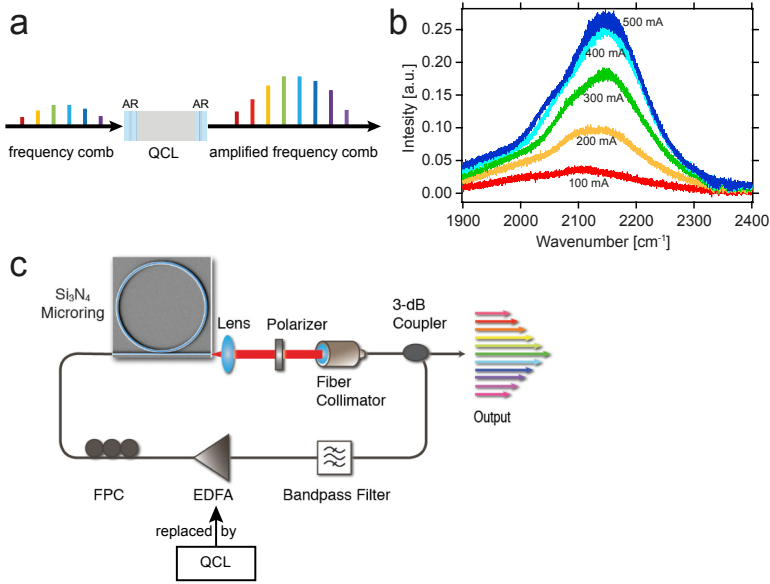 a
AR
AR
frequency comb
QCL
amplified frequency comb
b
Intesity [a.u.]
0.25
0.20
0.15
0.10
0.05
0.00
500 mA
400 mA
300 mA
200 mA
100 mA
1900
2000
2100
2200
2300
2400
Wavenumber [cm⁻¹]
c
Si₃N₄
Microring
Lens
Polarizer
Fiber
Collimator
3-dB
Coupler
Output
FPC
EDFA
Bandpass Filter
replaced by
QCL